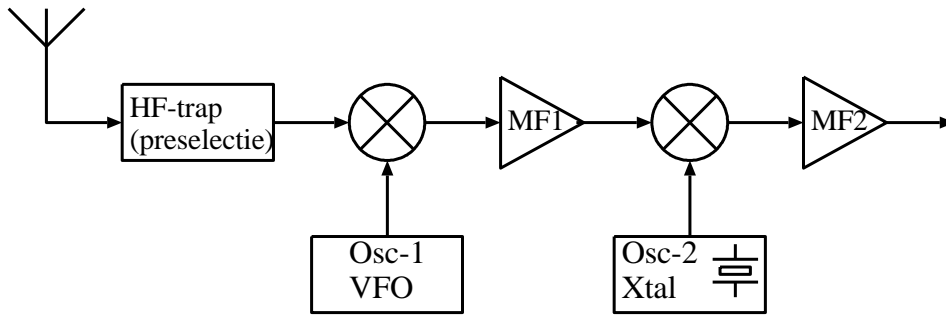 HF-trap
(preselectie)
MF1
MF2
Osc-1
VFO
Osc-2
Xtal